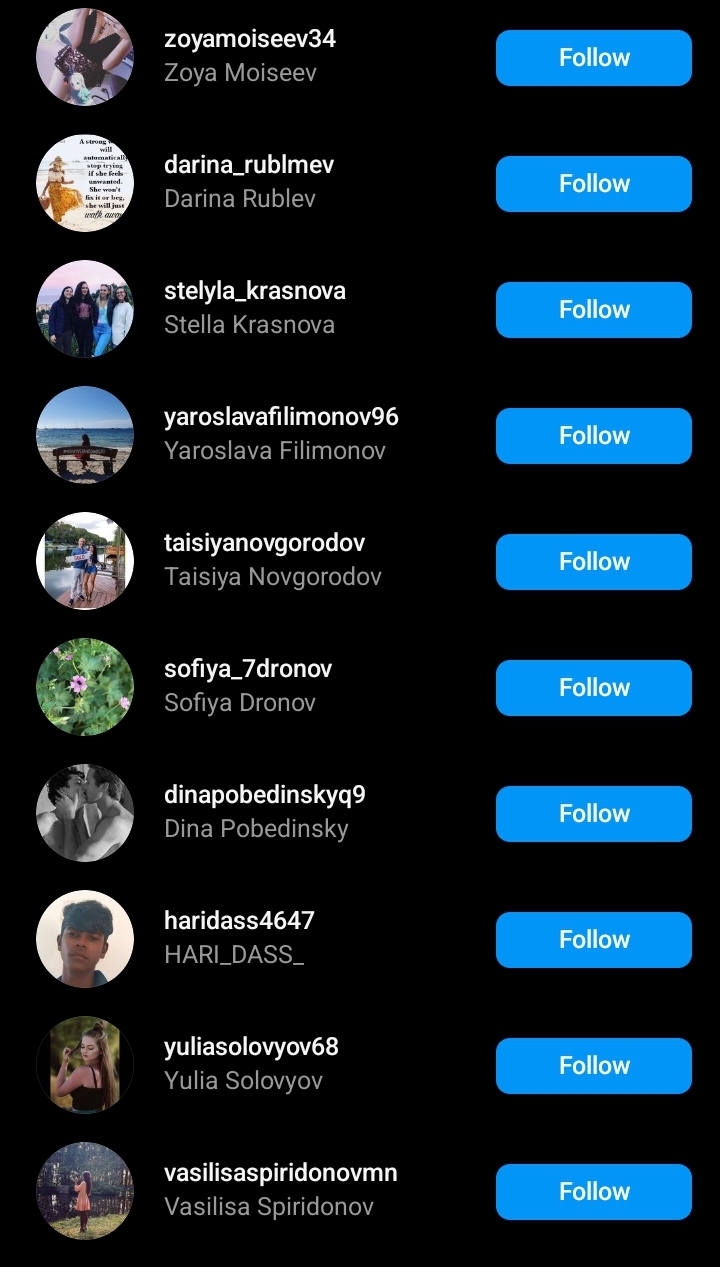 zoyamoiseev34
Zoya Moiseev
Follow
A strong
will
automatically
stop trying
if she feels
unwanted.
She won't
fix it or beg,
she will just
walk away
darina_rublmev
Darina Rublev
Follow
stelyla_krasnova
Stella Krasnova
Follow
yaroslavafilimonov96
Yaroslava Filimonov
Follow
taisiyanovgorodov
Taisiya Novgorodov
Follow
sofiya_7dronov
Sofiya Dronov
Follow
dinapobedinskyq9
Dina Pobedinsky
Follow
haridass4647
HARI_DASS_
Follow
yuliasolovyov68
Yulia Solovyov
Follow
vasilisaspiridonovmn
Vasilisa Spiridonov
Follow